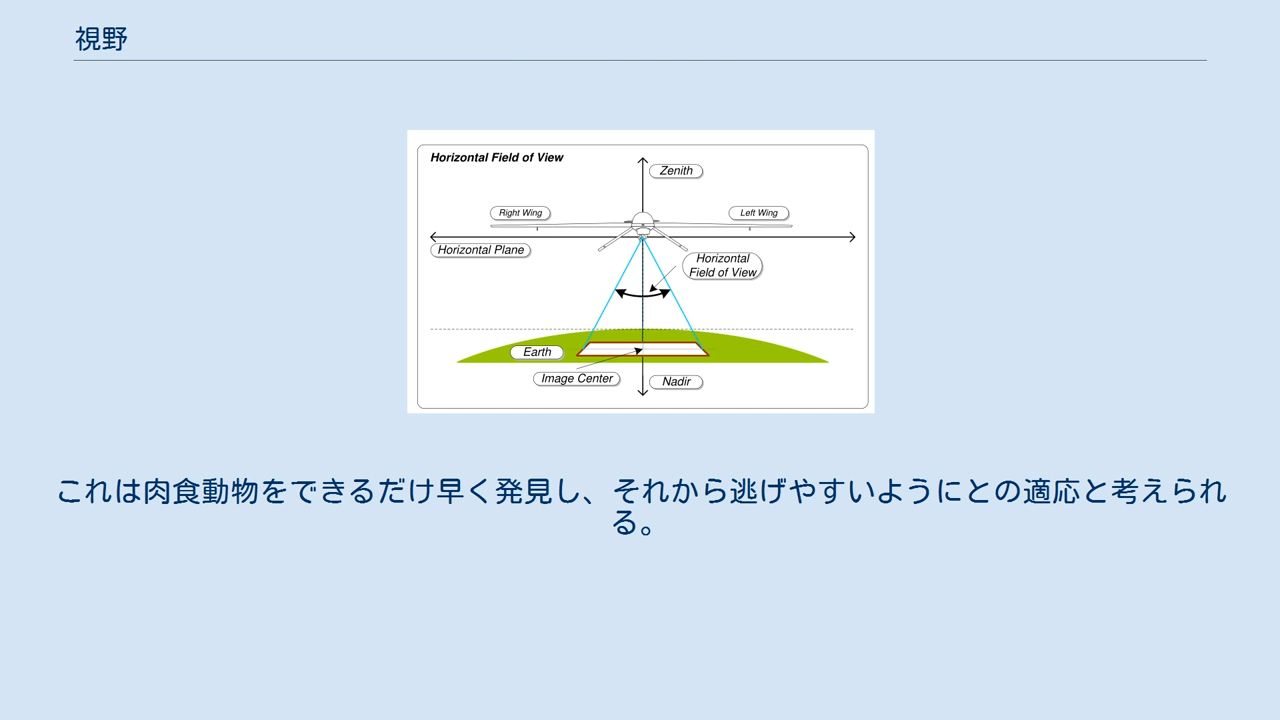 視野
Horizontal Field of View
Zenith
Right Wing
Left Wing
Horizontal Plane
Horizontal
Field of View
Earth
Image Center
Nadir
これは肉食動物をできるだけ早く発見し、それから逃げやすいようにとの適応と考えられ
る。